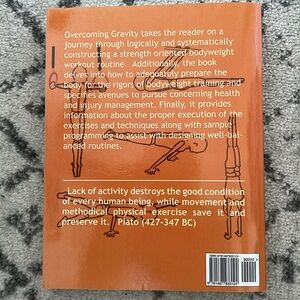 Overcoming Gravity takes the reader on a
journey through logically and systematically
constructing a strength oriented bodyweight
workout routine. Additionally, the book
delves into how to adequately prepare the
body for the rigors of bodyweight training and
specifies avenues to pursue concerning health
and injury management. Finally, it provides
information about the proper execution of the
exercises and techniques along with sample
programming to assist with designing well-bal-
anced routines.
Lack of activity destroys the good condition
of every human being, while movement and
methodical physical exercise save it and
preserve it. Plato (427-347 BC)